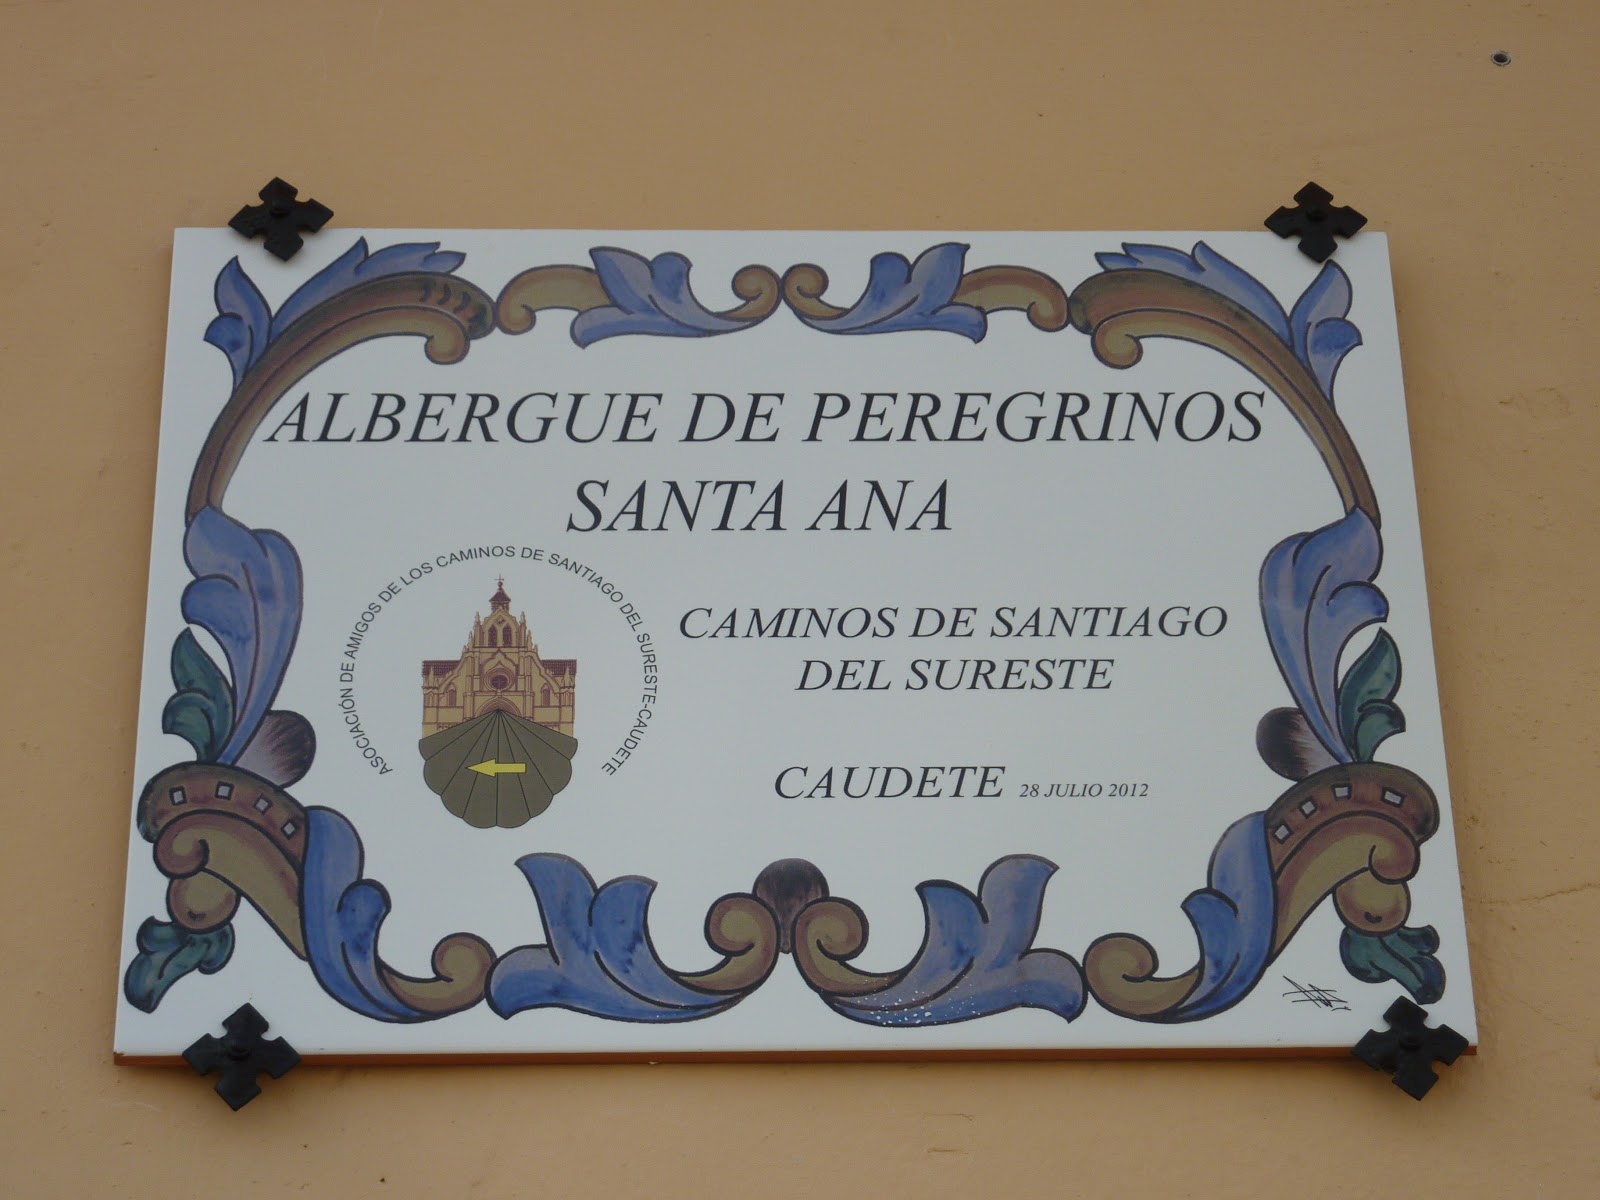 ALBERGUE DE PEREGRINOS
SANTA ANA
ASOCIACIÓN DE AMIGOS DE LOS CAMINOS DE SANTIAGO DEL SURESTE-CAUDETE
CAMINOS DE SANTIAGO
DEL SURESTE
CAUDETE 28 JULIO 2012